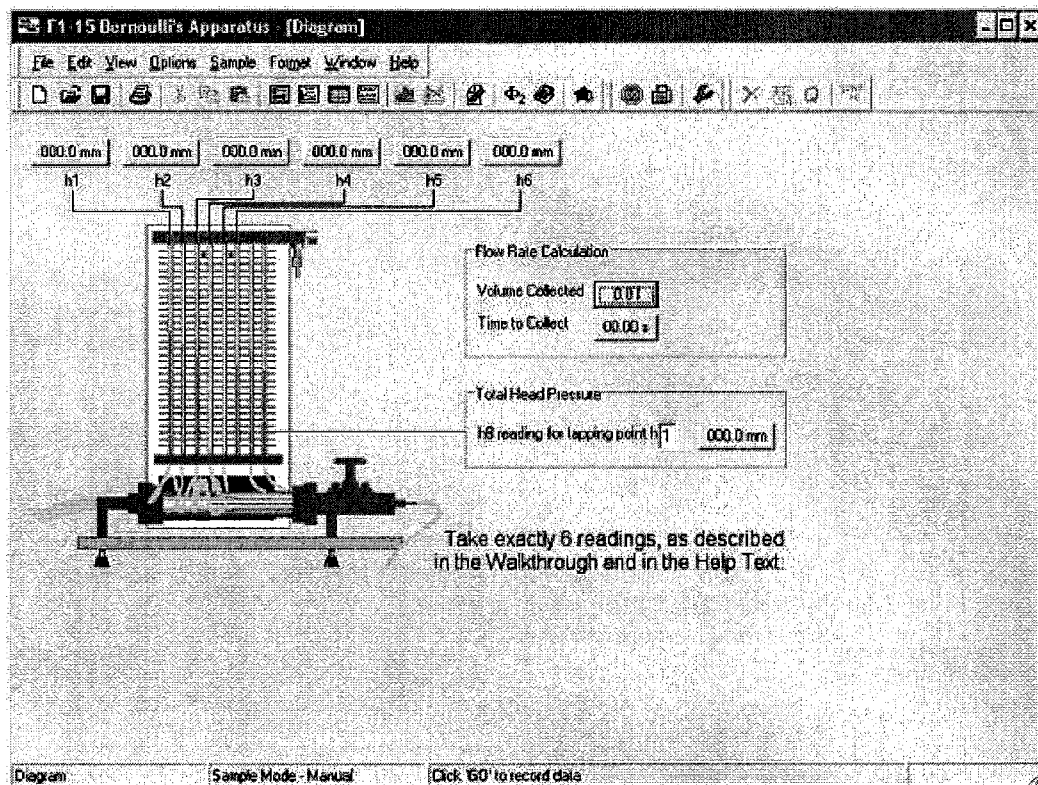 F1-15 Bernoulli's Apparatus - [Diagram]
File Edit View Options Sample Format Window Help
000.0 mm 000.0 mm 000.0 mm 000.0 mm 000.0 mm 000.0 mm
h1 h2 h3 h4 h5 h6
Flow Rate Calculation
Volume Collected
Time to Collect 00.00 s
Total Head Pressure
h8 reading for tapping point h 1 000.0 mm
Take exactly 6 readings, as described
in the Walkthrough and in the Help Text.
Diagram Sample Mode - Manual Click 'GO' to record data